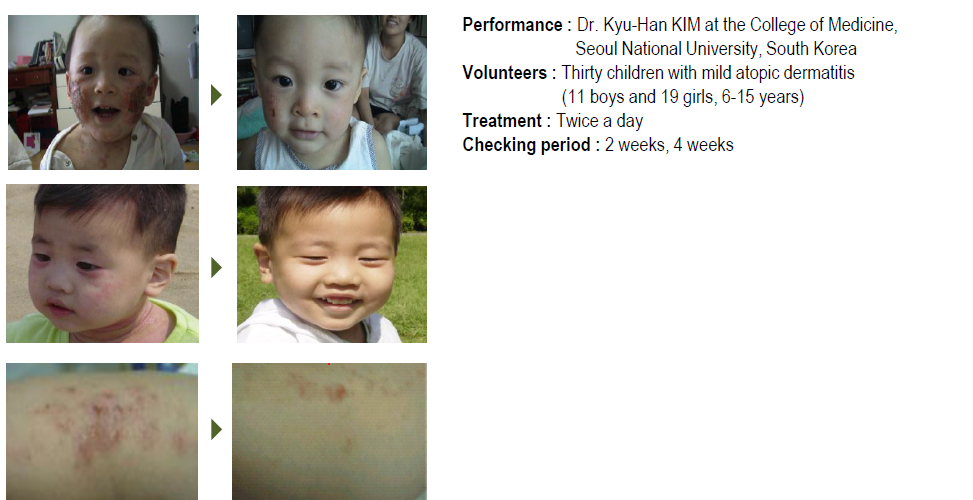 Performance : Dr. Kyu-Han KIM at the College of Medicine,
Seoul National University, South Korea
Volunteers : Thirty children with mild atopic dermatitis
(11 boys and 19 girls, 6-15 years)
Treatment : Twice a day
Checking period : 2 weeks, 4 weeks